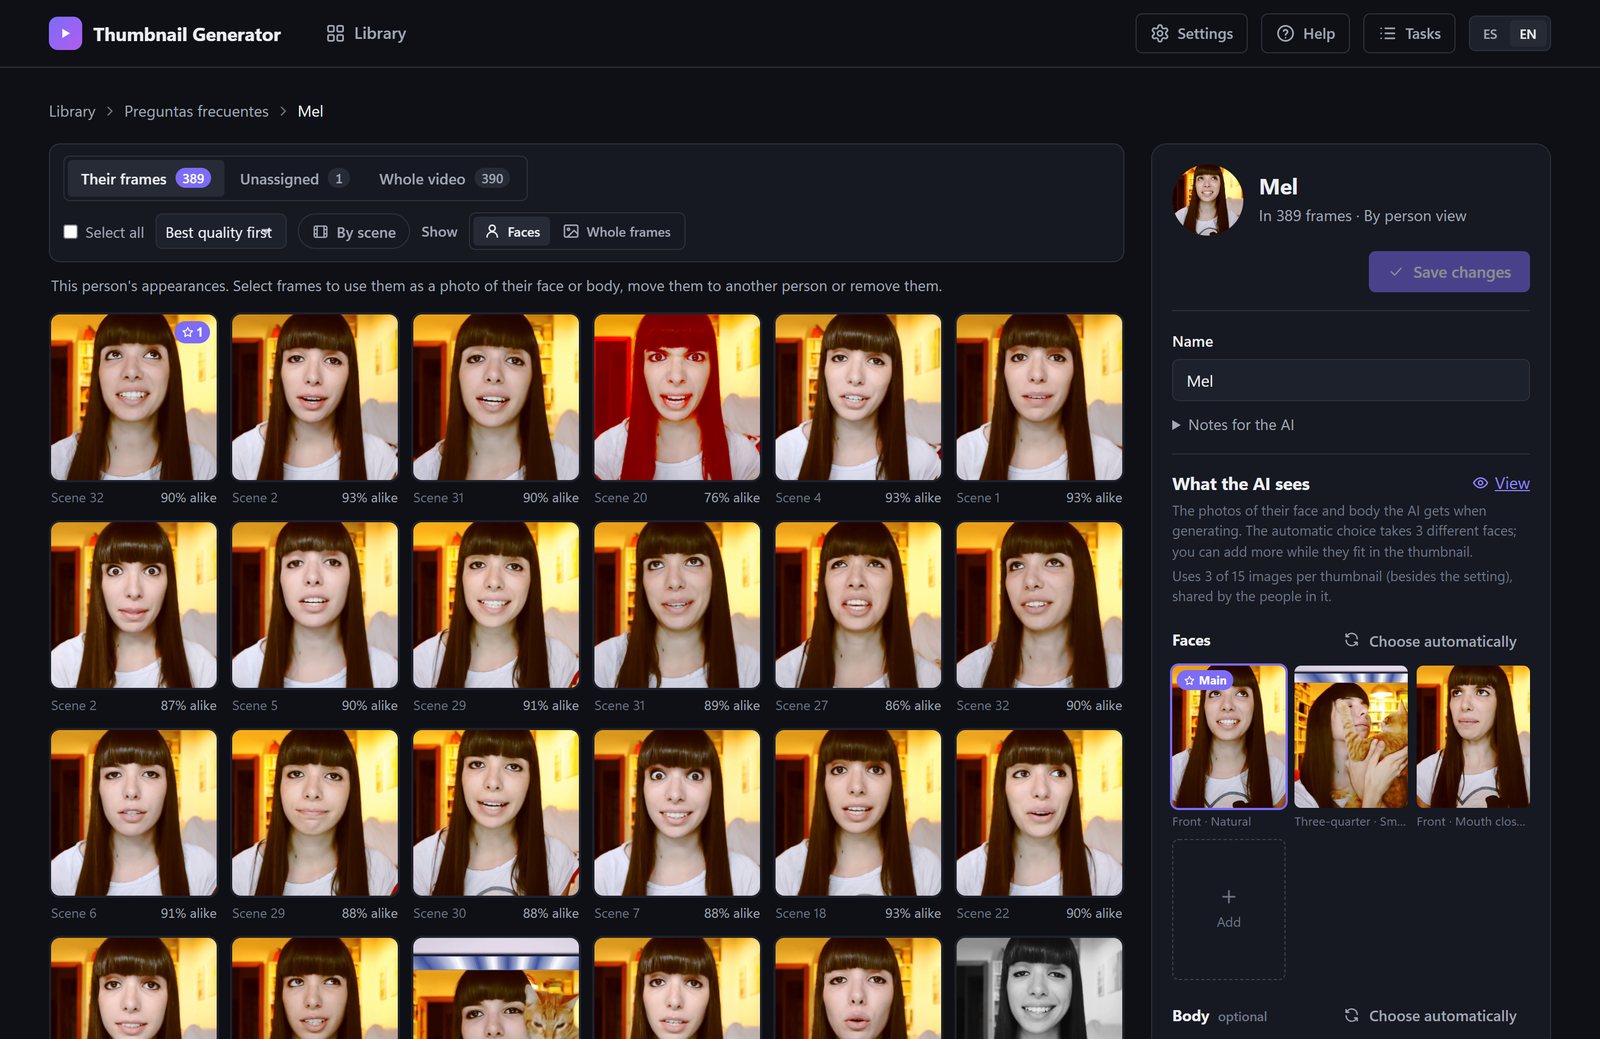 Thumbnail Generator
Library
Settings
Help
Tasks
ES
EN
Library > Preguntas frecuentes > Mel
Their frames 389
Unassigned 1
Whole video 390
Select all
Best quality first
By scene
Show
Faces
Whole frames
This person's appearances. Select frames to use them as a photo of their face or body, move them to another person or remove them.
1
Scene 32 90% alike
Scene 2 93% alike
Scene 31 90% alike
Scene 20 76% alike
Scene 4 93% alike
Scene 1 93% alike
Scene 2 87% alike
Scene 5 90% alike
Scene 29 91% alike
Scene 31 89% alike
Scene 27 86% alike
Scene 32 90% alike
Scene 6 91% alike
Scene 29 88% alike
Scene 30 88% alike
Scene 7 88% alike
Scene 18 93% alike
Scene 22 90% alike
Mel
In 389 frames · By person view
Save changes
Name
Mel
Notes for the AI
What the AI sees
View
The photos of their face and body the AI gets when
generating. The automatic choice takes 3 different faces;
you can add more while they fit in the thumbnail.
Uses 3 of 15 images per thumbnail (besides the setting),
shared by the people in it.
Faces
Choose automatically
Main
Front · Natural
Three-quarter · Sm...
Front · Mouth clos...
Add
Body optional
Choose automatically